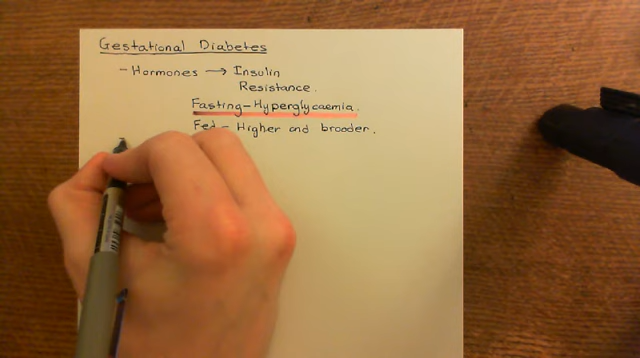 Gestational Diabetes
- Hormones → Insulin
Resistance.
Fasting - Hyperglycaemia.
Fed - Higher and broader.